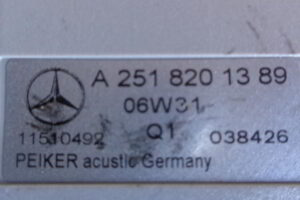 A 251 820 13 89
06W31
11510492 Q1 038426
PEIKER acustic Germany